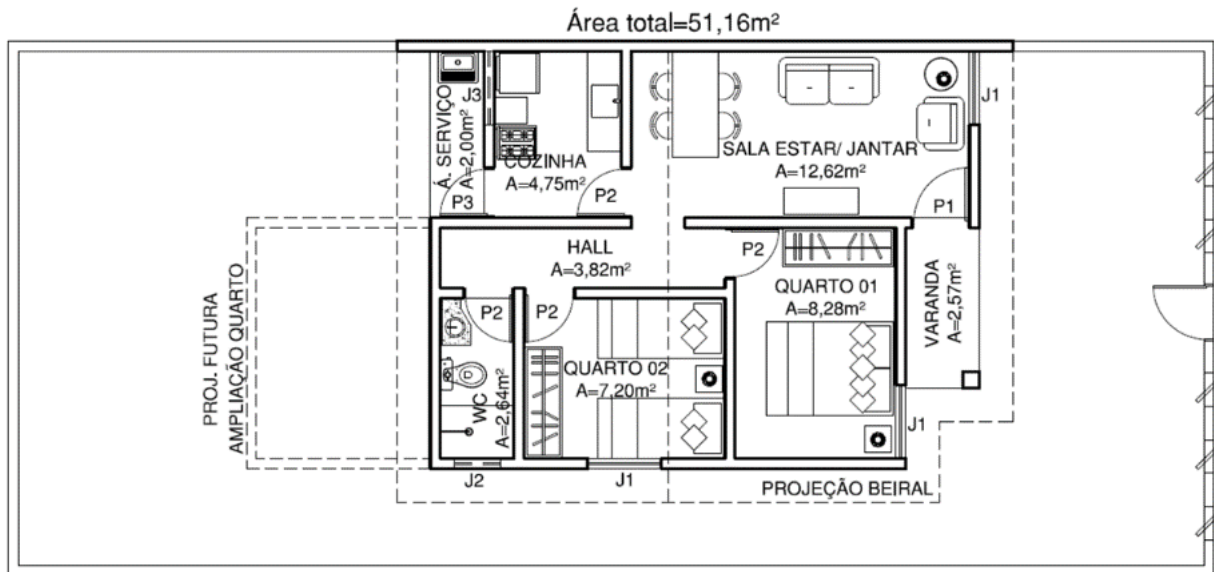 Área total=51,16m²
J3
J1
Á. SERVIÇO
A=2,00m²
COZINHA
A=4,75m²
SALA ESTAR/ JANTAR
A=12,62m²
P3
P2
P1
HALL
A=3,82m²
P2
QUARTO 01
A=8,28m²
VARANDA
A=2,57m²
PROJ. FUTURA
AMPLIAÇÃO QUARTO
P2
P2
QUARTO 02
A=7,20m²
WC
A=2,64m²
J1
J2
J1
PROJEÇÃO BEIRAL